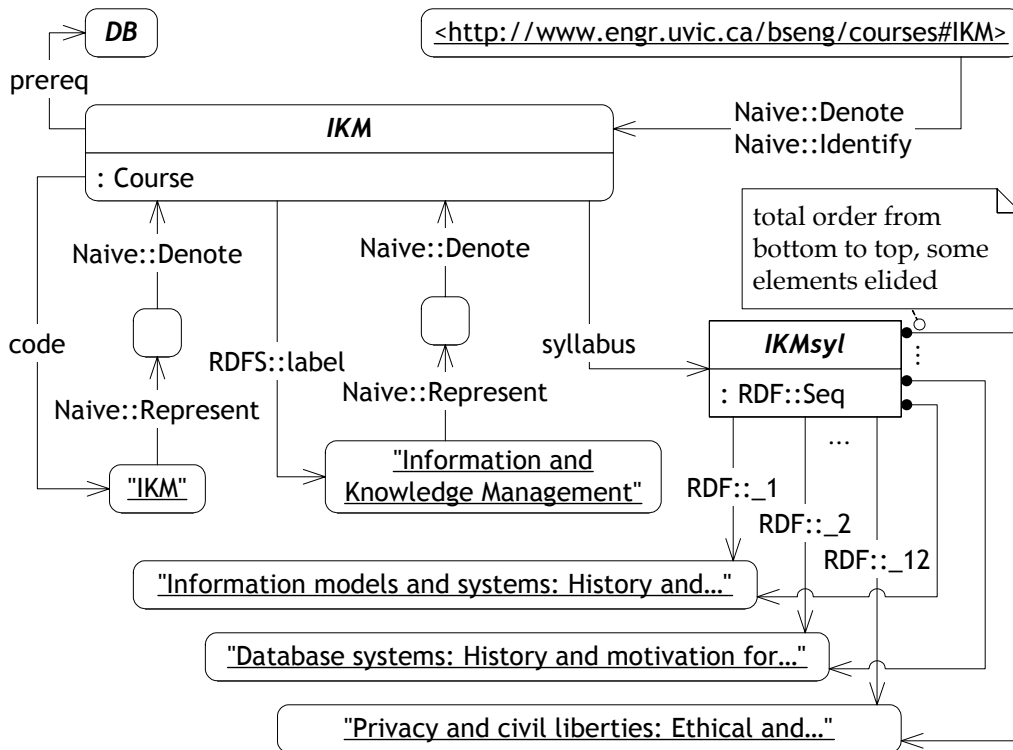 DB
<http://www.engr.uvic.ca/bseng/courses#IKM>
prereq
IKM
Naive::Denote
Naive::Identify
: Course
total order from
bottom to top, some
elements elided
Naive::Denote
Naive::Denote
code
RDFS::label
syllabus
IKMsyl
...
: RDF::Seq
Naive::Represent
Naive::Represent
...
"IKM"
"Information and
Knowledge Management"
RDF::_1
RDF::_2
RDF::_12
"Information models and systems: History and…"
"Database systems: History and motivation for…"
"Privacy and civil liberties: Ethical and…"